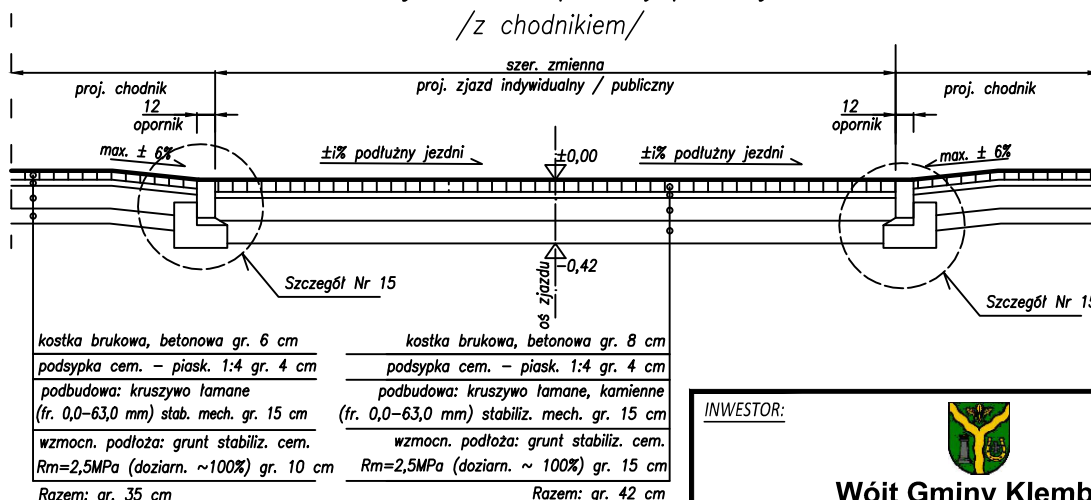 /z chodnikiem/
szer. zmienna
proj. chodnik
proj. zjazd indywidualny / publiczny
proj. chodnik
12
opornik
12
opornik
max. ± 6%
±i% podłużny jezdni
±0,00
±i% podłużny jezdni
max. ± 6%
-0,42
oś zjazdu
Szczegół Nr 15
Szczegół Nr 15
kostka brukowa, betonowa gr. 6 cm
podsypka cem. - piask. 1:4 gr. 4 cm
podbudowa: kruszywo łamane
(fr. 0,0-63,0 mm) stab. mech. gr. 15 cm
wzmocn. podłoża: grunt stabiliz. cem.
Rm=2,5MPa (doziarn. ~100%) gr. 10 cm
Razem: gr. 35 cm
kostka brukowa, betonowa gr. 8 cm
podsypka cem. - piask. 1:4 gr. 4 cm
podbudowa: kruszywo łamane, kamienne
(fr. 0,0-63,0 mm) stabiliz. mech. gr. 15 cm
wzmocn. podłoża: grunt stabiliz. cem.
Rm=2,5MPa (doziarn. ~ 100%) gr. 15 cm
Razem: gr. 42 cm
INWESTOR:
Wójt Gminy Klemb